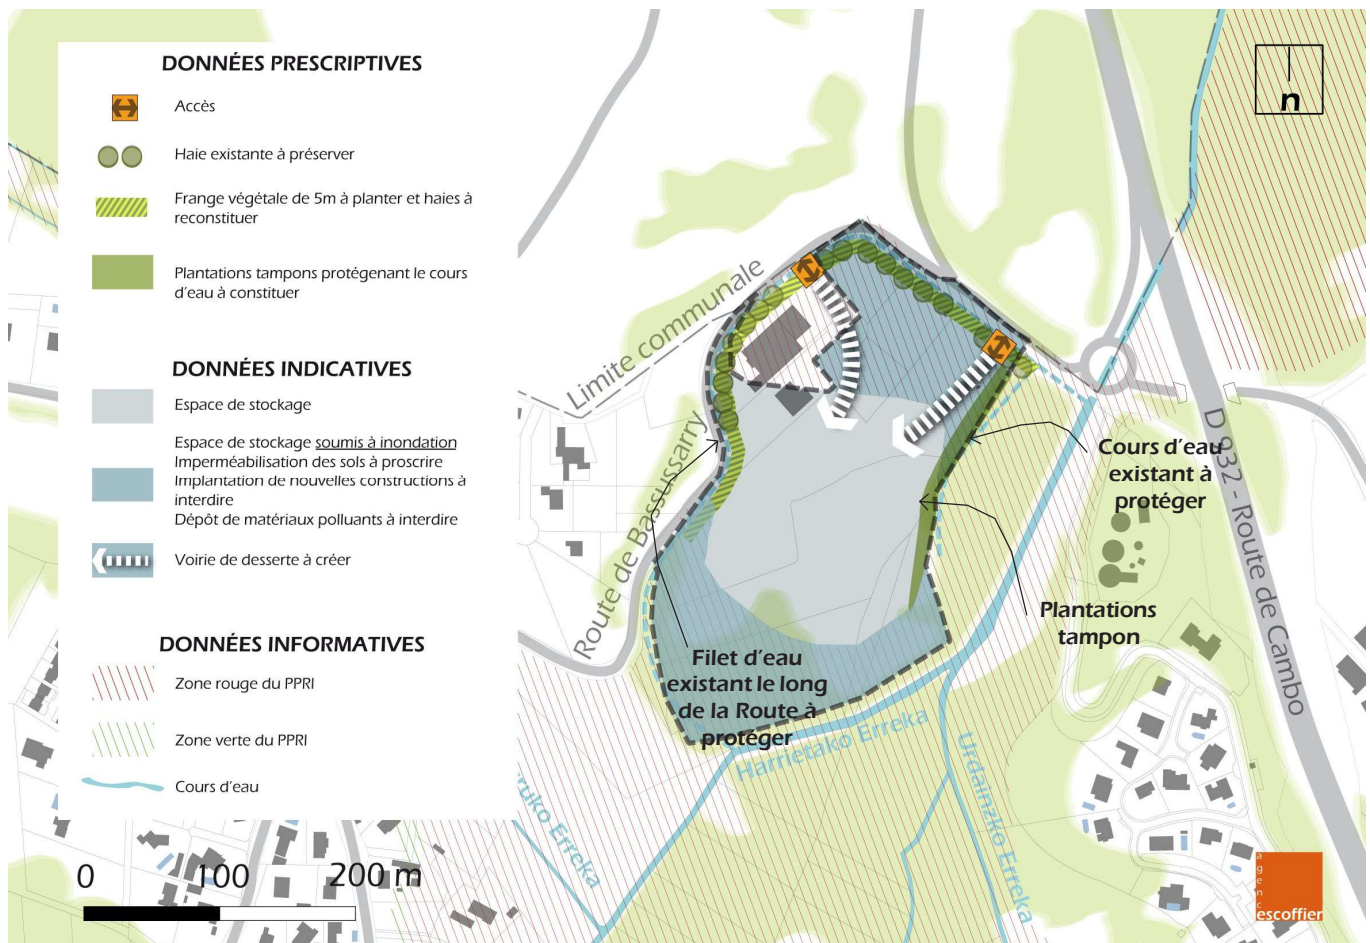 DONNÉES PRESCRIPTIVES
Accès
Haie existante à préserver
Frange végétale de 5m à planter et haies à
reconstituer
Plantations tampons protégenant le cours
d'eau à constituer
DONNÉES INDICATIVES
Espace de stockage
Espace de stockage soumis à inondation
Imperméabilisation des sols à proscrire
Implantation de nouvelles constructions à
interdire
Dépôt de matériaux polluants à interdire
Voirie de desserte à créer
DONNÉES INFORMATIVES
Zone rouge du PPRI
Zone verte du PPRI
Cours d'eau
0 100 200 m
n
Limite communale
Route de Bassussarry
D 932 - Route de Cambo
Cours d'eau
existant à
protéger
Plantations
tampon
Filet d'eau
existant le long
de la Route à
protéger
Harrietako Erreka
Urdainzko Erreka
ruko Erreka
agenc
escoffier